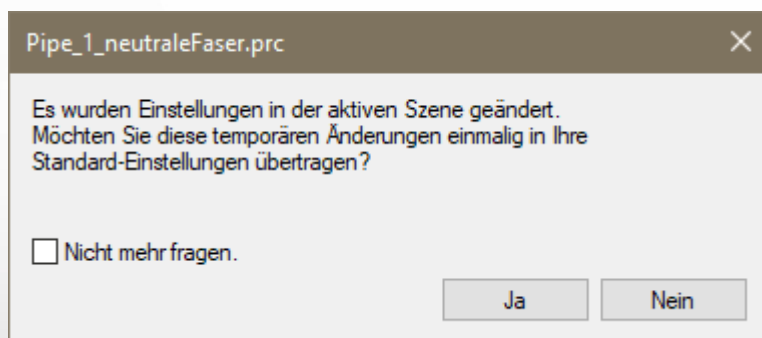 Pipe_1_neutraleFaser.prc
Es wurden Einstellungen in der aktiven Szene geändert.
Möchten Sie diese temporären Änderungen einmalig in Ihre
Standard-Einstellungen übertragen?
Nicht mehr fragen.
Ja
Nein